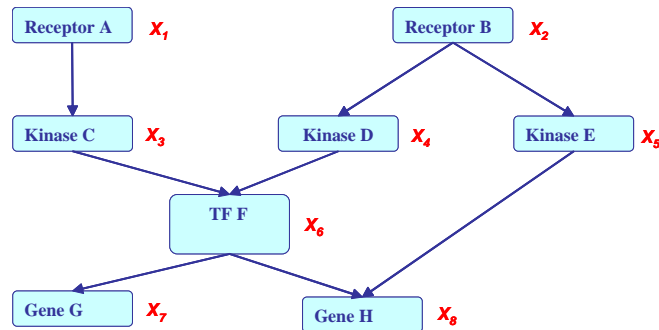 Receptor A X1
Receptor B X2
Kinase C X3
Kinase D X4
Kinase E X5
TF F X6
Gene G X7
Gene H X8